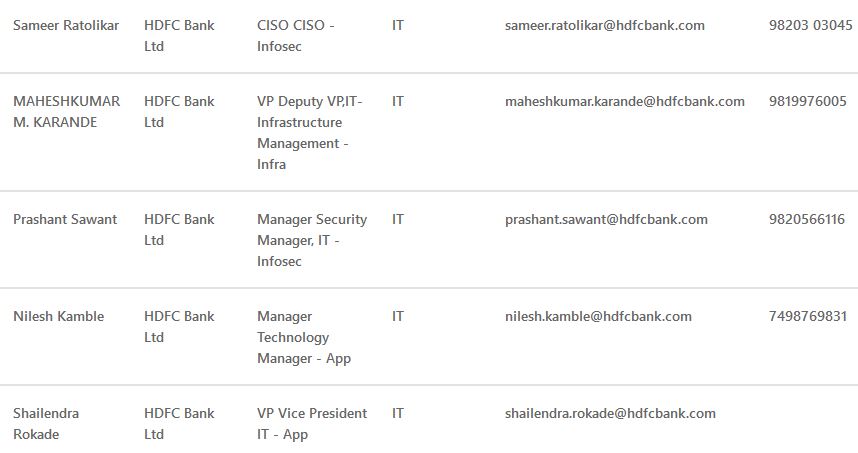 Sameer Ratolikar HDFC Bank CISO CISO - IT sameer.ratolikar@hdfcbank.com 98203 03045
Ltd Infosec
MAHESHKUMAR HDFC Bank VP Deputy VP,IT- IT maheshkumar.karande@hdfcbank.com 9819976005
M. KARANDE Ltd Infrastructure
Management -
Infra
Prashant Sawant HDFC Bank Manager Security IT prashant.sawant@hdfcbank.com 9820566116
Ltd Manager, IT -
Infosec
Nilesh Kamble HDFC Bank Manager IT nilesh.kamble@hdfcbank.com 7498769831
Ltd Technology
Manager - App
Shailendra HDFC Bank VP Vice President IT shailendra.rokade@hdfcbank.com
Rokade Ltd IT - App